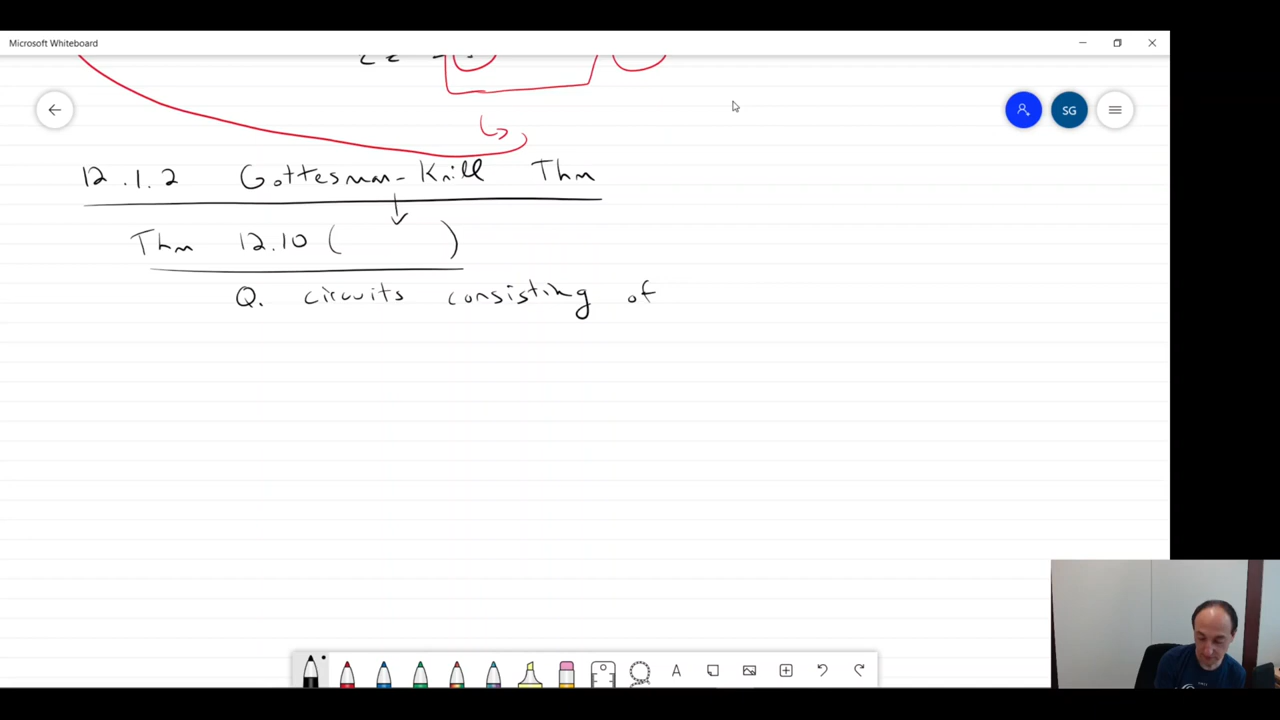 Microsoft Whiteboard
SG
12.1.2 Gottesman-Knill Thm
Thm 12.10 ( )
Q. circuits consisting of
A